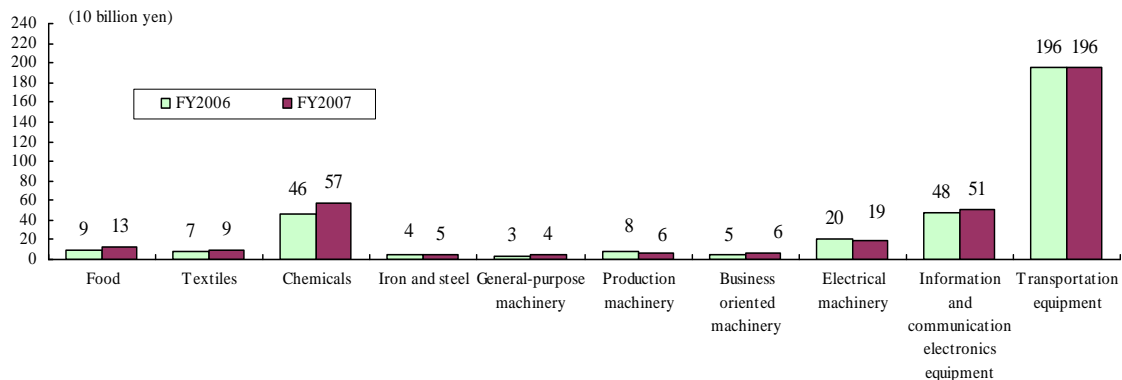 (10 billion yen)
240
220
200
180
160
140
120
100
80
60
40
20
0
FY2006 FY2007
9 13
7 9
46 57
4 5
3 4
8 6
5 6
20 19
48 51
196 196
Food
Textiles
Chemicals
Iron and steel
General-purpose
machinery
Production
machinery
Business
oriented
machinery
Electrical
machinery
Information
and
communication
electronics
equipment
Transportation
equipment